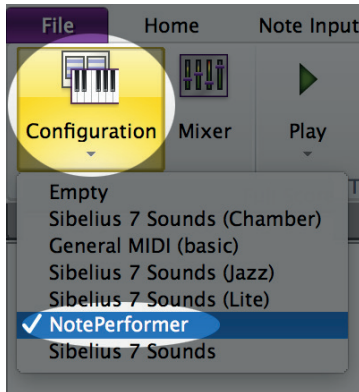 File Home Note Input
Configuration Mixer Play
Empty
Sibelius 7 Sounds (Chamber)
General MIDI (basic)
Sibelius 7 Sounds (Jazz)
Sibelius 7 Sounds (Lite)
NotePerformer
Sibelius 7 Sounds